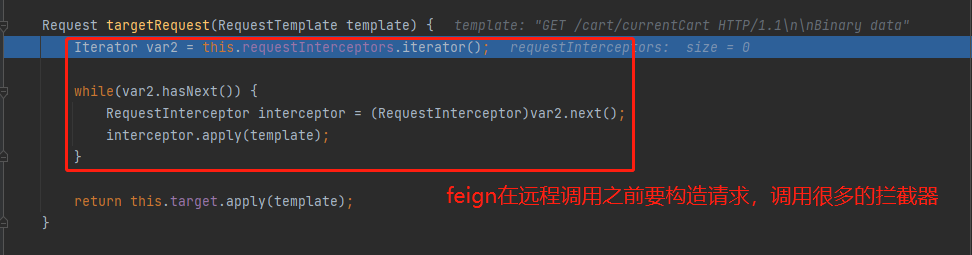 Request targetRequest(RequestTemplate template) { template: "GET /cart/currentCart HTTP/1.1\n\nBinary data"
Iterator var2 = this.requestInterceptors.iterator(); requestInterceptors: size = 0
while(var2.hasNext()) {
RequestInterceptor interceptor = (RequestInterceptor)var2.next();
interceptor.apply(template);
}
feign在远程调用之前要构造请求，调用很多的拦截器
return this.target.apply(template);
}